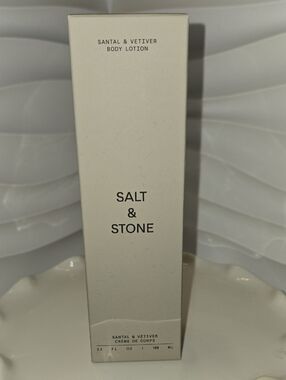 SANTAL & VETIVER
BODY LOTION
SALT
&
STONE
SANTAL & VETIVER
CRÈME DE CORPS